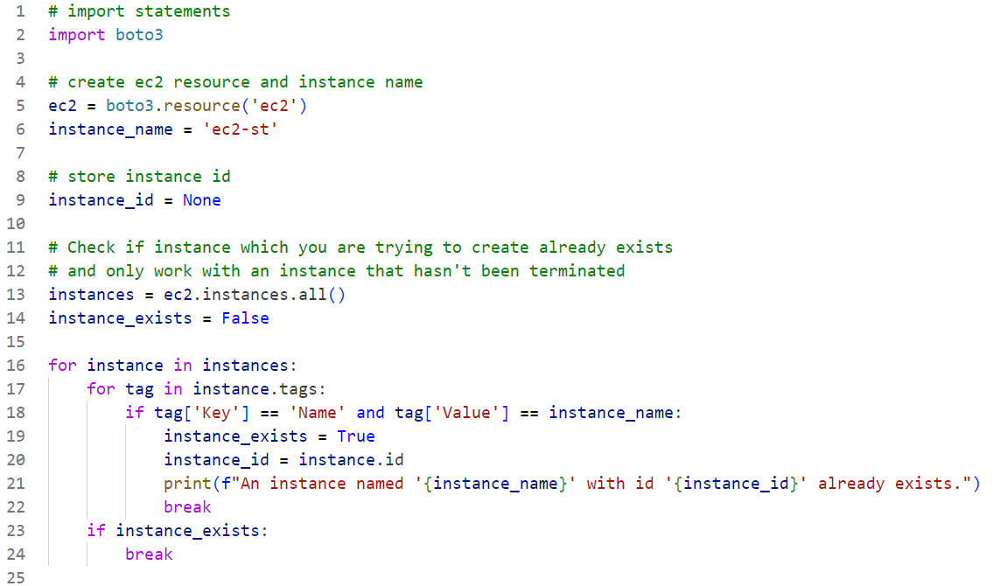 1 # import statements
2 import boto3
3
4 # create ec2 resource and instance name
5 ec2 = boto3.resource('ec2')
6 instance_name = 'ec2-st'
7
8 # store instance id
9 instance_id = None
10
11 # Check if instance which you are trying to create already exists
12 # and only work with an instance that hasn't been terminated
13 instances = ec2.instances.all()
14 instance_exists = False
15
16 for instance in instances:
17     for tag in instance.tags:
18         if tag['Key'] == 'Name' and tag['Value'] == instance_name:
19             instance_exists = True
20             instance_id = instance.id
21             print(f"An instance named '{instance_name}' with id '{instance_id}' already exists.")
22             break
23     if instance_exists:
24         break
25